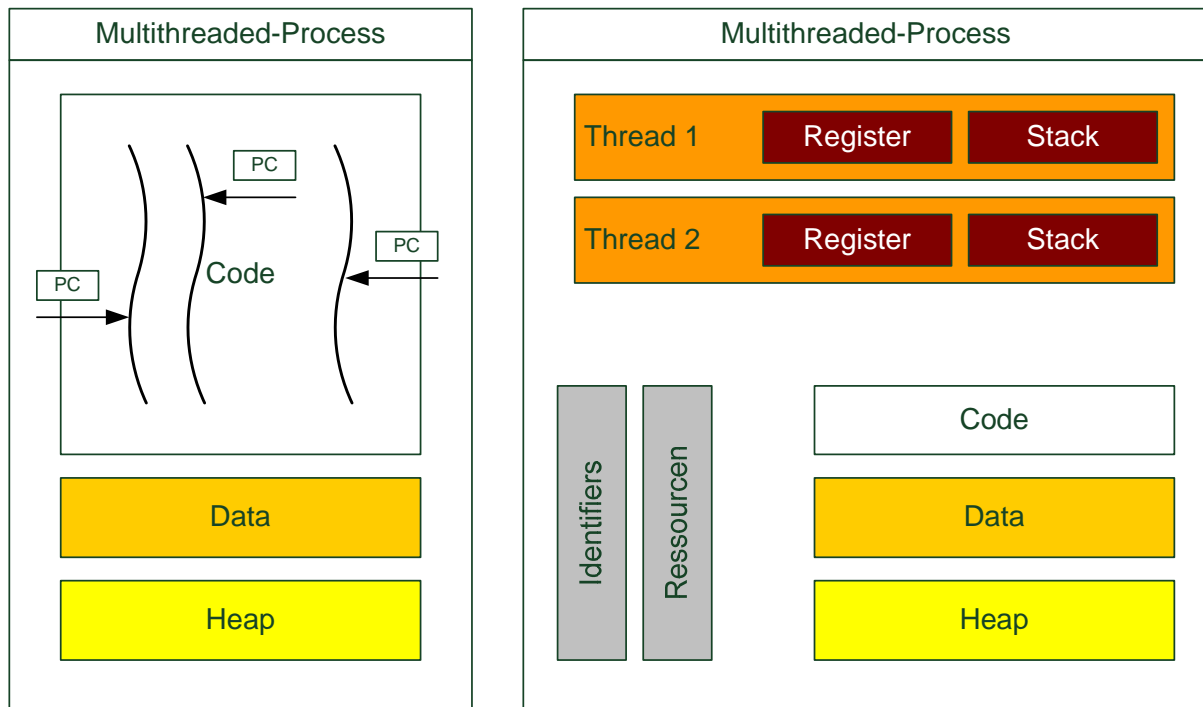 Multithreaded-Process
PC
PC
Code
PC
Data
Heap
Multithreaded-Process
Thread 1 Register Stack
Thread 2 Register Stack
Identifiers
Ressourcen
Code
Data
Heap